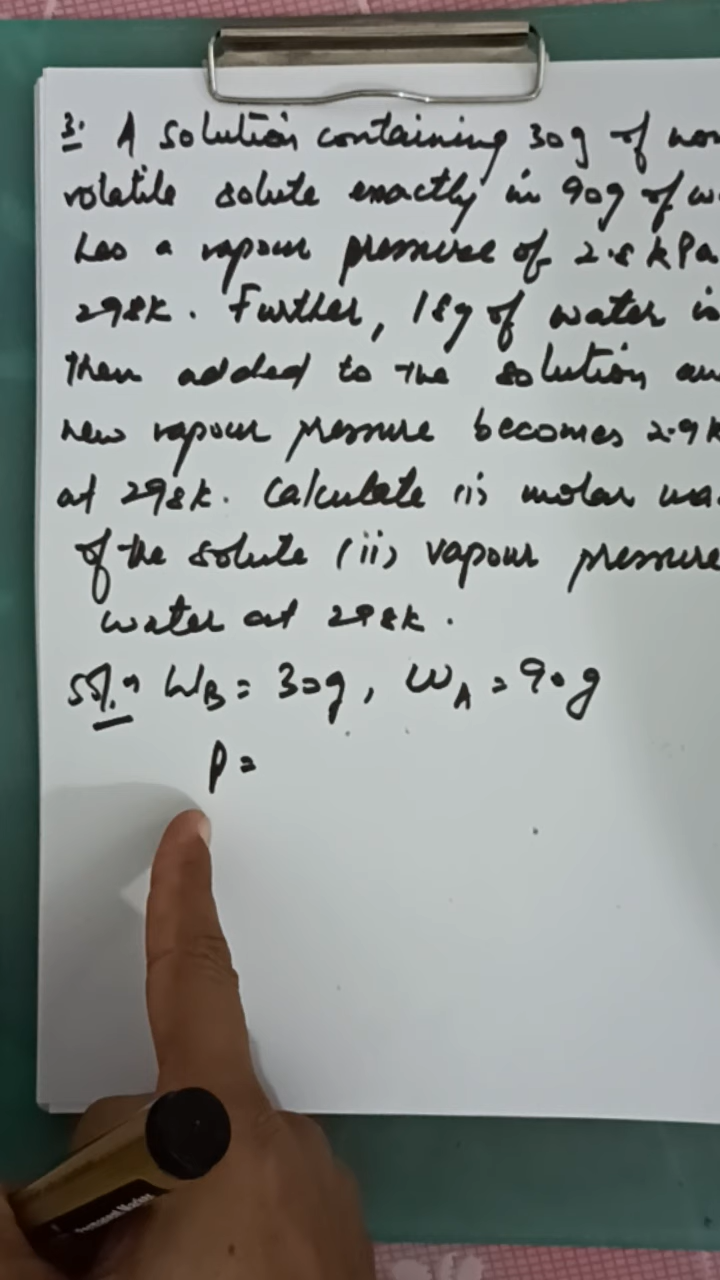 3. A solution containing 30g of non
volatile solute exactly in 90g of w
has a vapour pressure of 2.8 kPa
298K. Further, 18g of water is
then added to the solution an
new vapour pressure becomes 2.9 k
at 298K. Calculate (i) molar ma
of the solute (ii) vapour pressure
water at 298K.
Sol.n WB = 30g, WA = 90g
P =